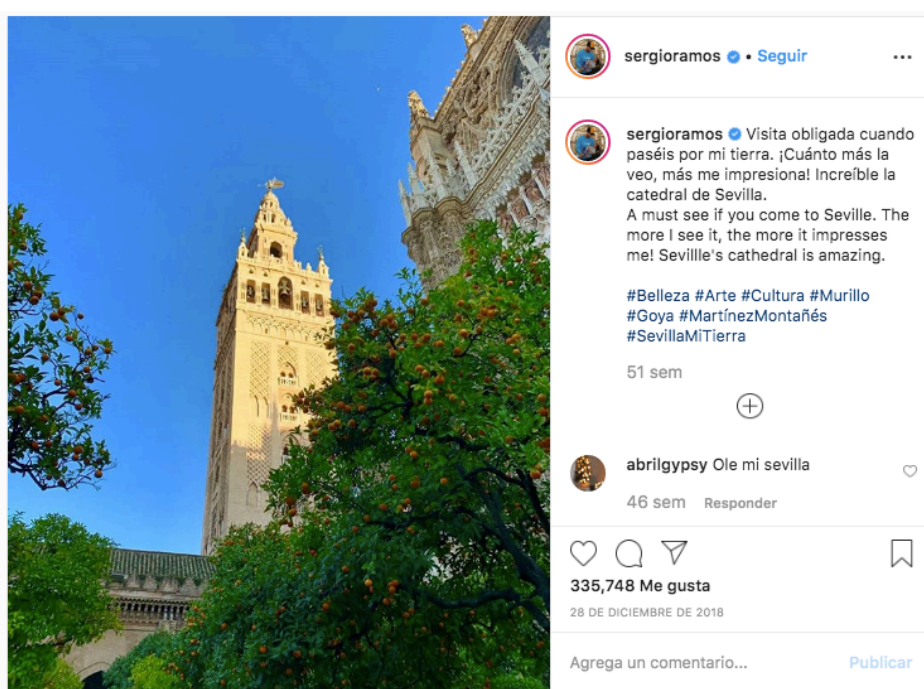 sergioramos • Seguir
sergioramos Visita obligada cuando
paséis por mi tierra. ¡Cuánto más la
veo, más me impresiona! Increíble la
catedral de Sevilla.
A must see if you come to Seville. The
more I see it, the more it impresses
me! Sevillle's cathedral is amazing.
#Belleza #Arte #Cultura #Murillo
#Goya #MartínezMontañés
#SevillaMiTierra
51 sem
abrilgypsy Ole mi sevilla
46 sem Responder
335,748 Me gusta
28 DE DICIEMBRE DE 2018
Agrega un comentario... Publicar